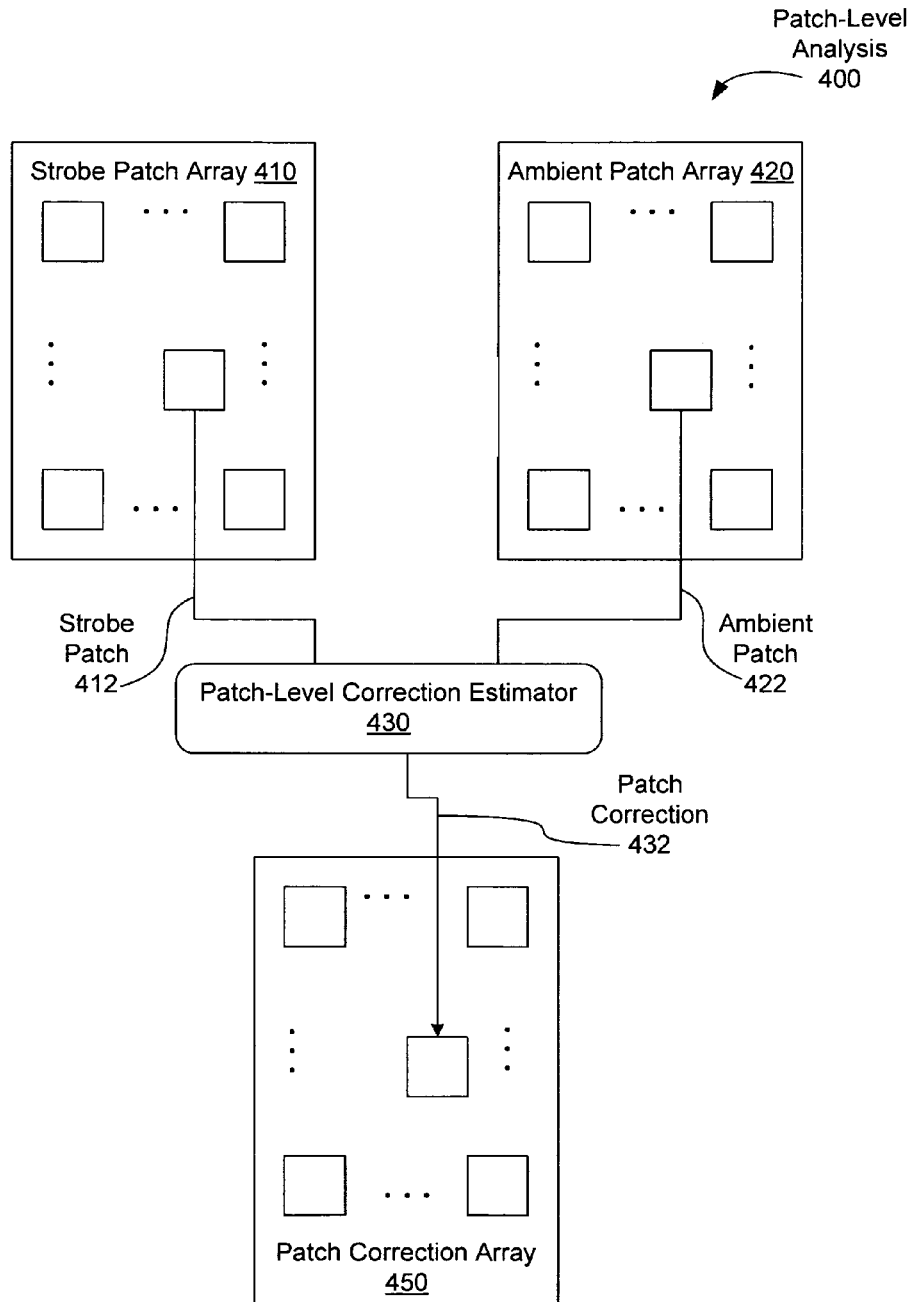 Patch-Level
Analysis
400
Strobe Patch Array 410
Ambient Patch Array 420
Strobe
Patch
412
Ambient
Patch
422
Patch-Level Correction Estimator
430
Patch
Correction
432
Patch Correction Array
450